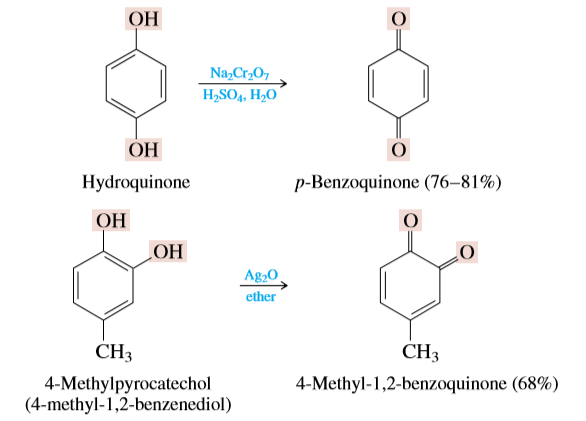 OH
O
Na₂Cr₂O₇
H₂SO₄, H₂O
OH
O
Hydroquinone
p-Benzoquinone (76–81%)
OH
O
OH
O
Ag₂O
ether
CH₃
CH₃
4-Methylpyrocatechol
(4-methyl-1,2-benzenediol)
4-Methyl-1,2-benzoquinone (68%)